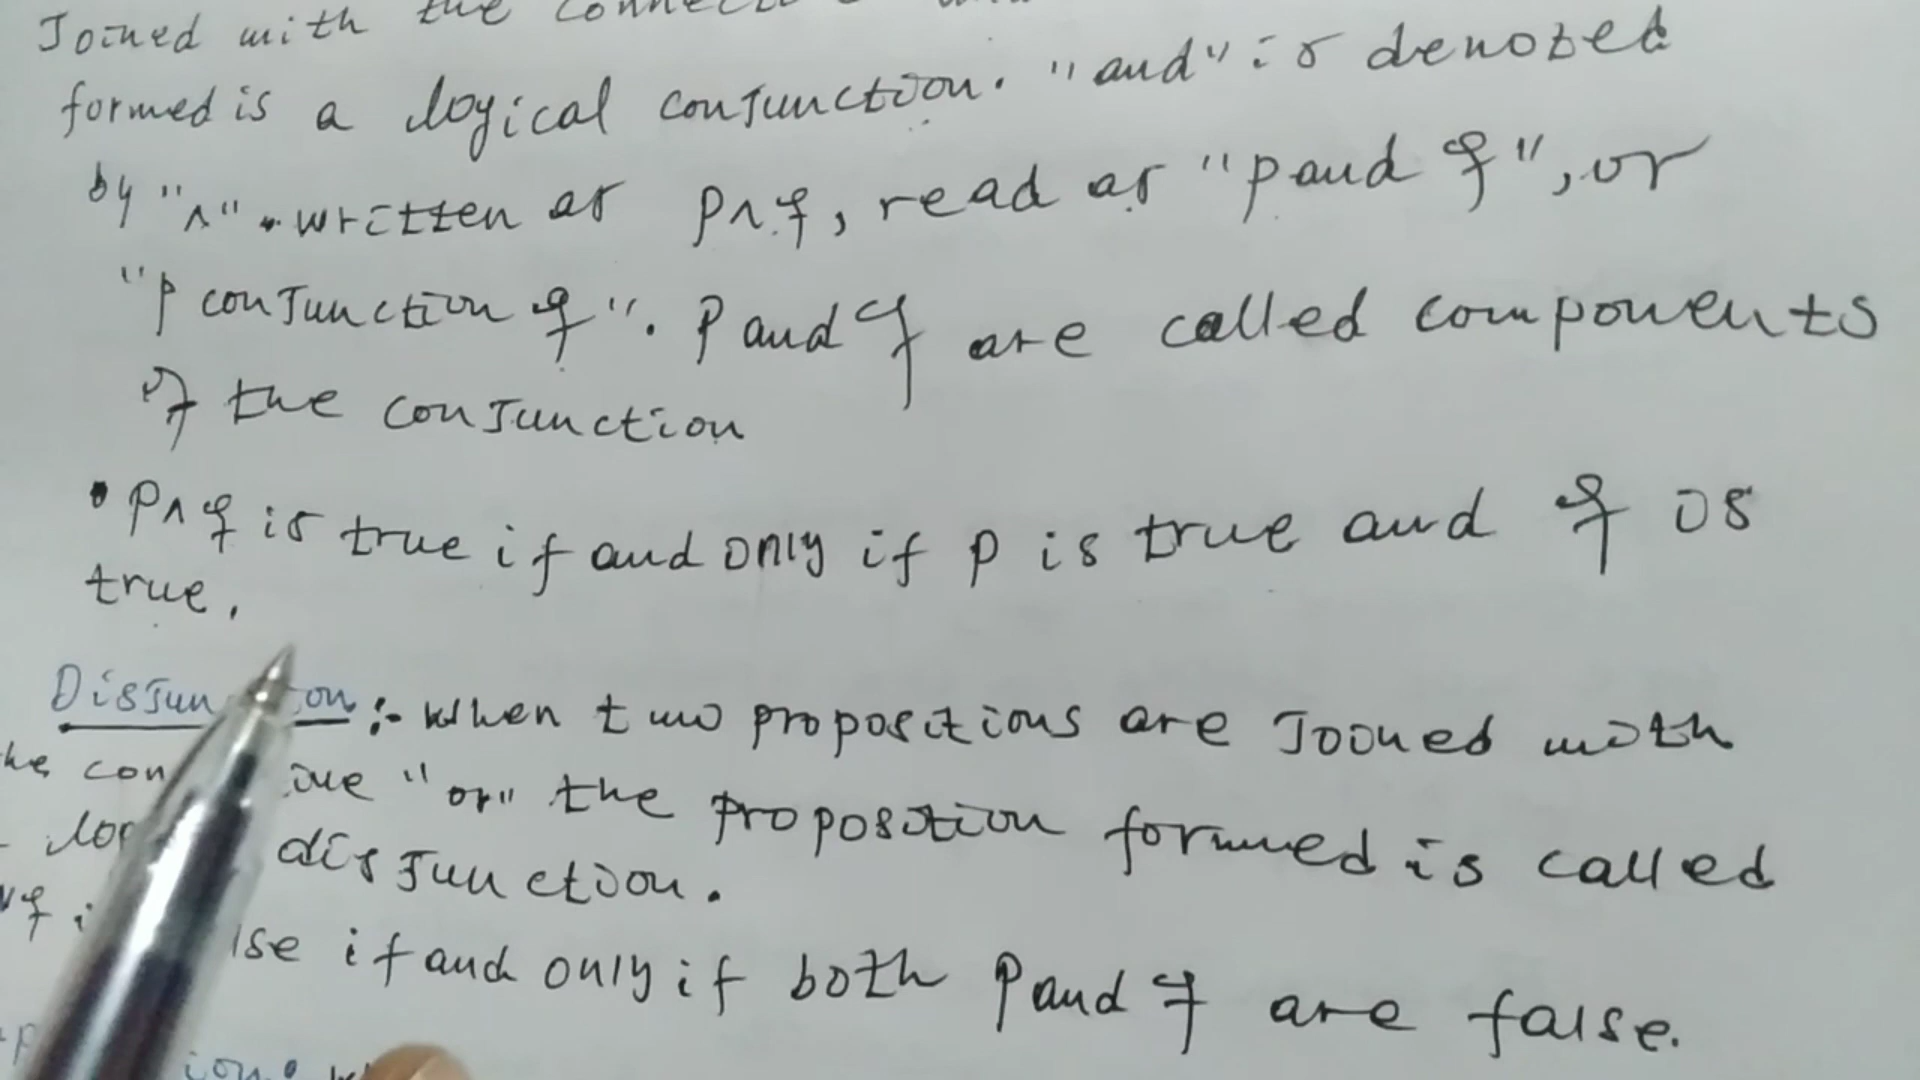 Joined with the
formed is a logical conjunction. "and" is denoted
by "∧" written as p∧q, read as "p and q", or
"p conjunction q". P and q are called components
of the conjunction
• P∧q is true if and only if p is true and q is
true.
Disjun on :- when two propositions are Joined with
"or" the proposition formed is called
disjunction.
if and only if both P and q are false.